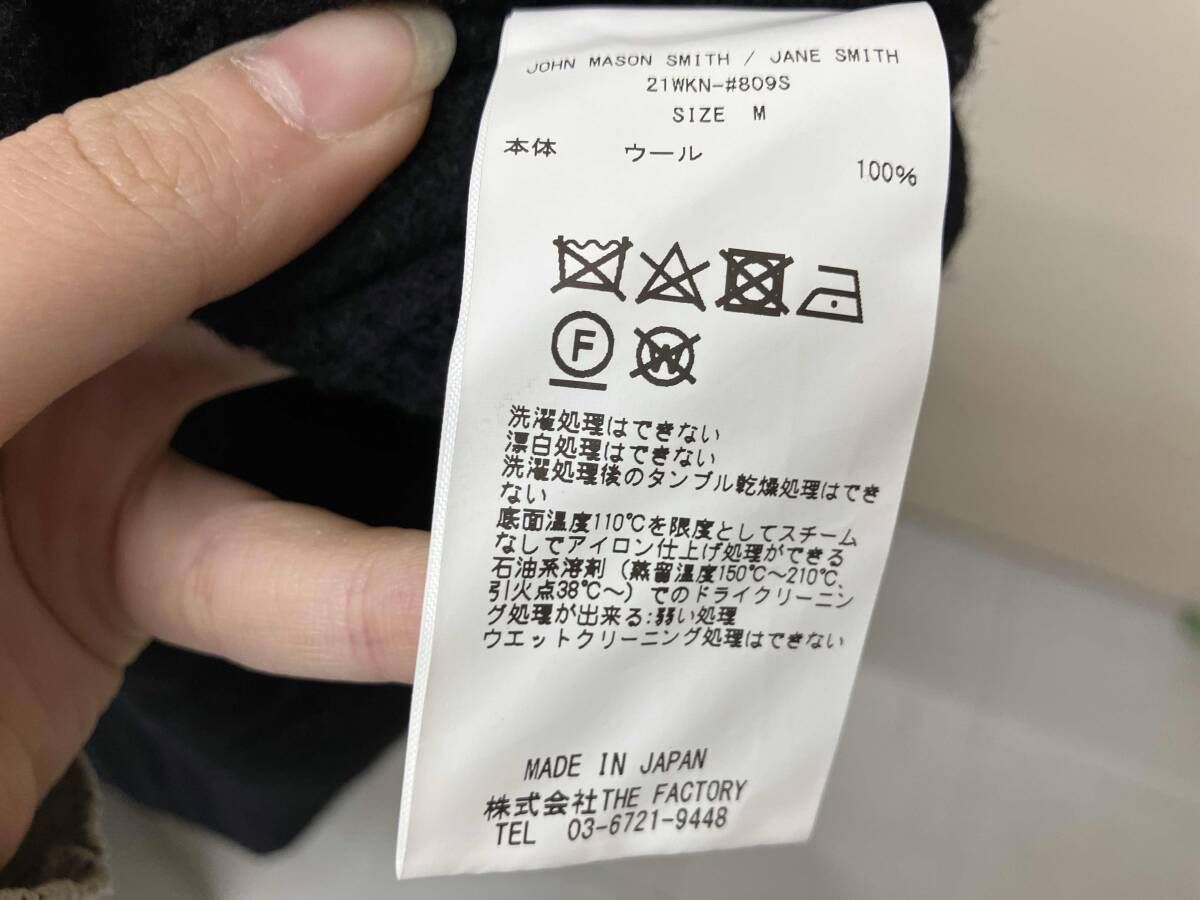 JOHN MASON SMITH / JANE SMITH
21WKN-#809S
SIZE M
本体 ウール 100%
F
W
洗濯処理はできない
漂白処理はできない
洗濯処理後のタンブル乾燥処理はでき
ない
底面温度110℃を限度としてスチーム
なしでアイロン仕上げ処理ができる
石油系溶剤(蒸留温度150℃〜210℃、
引火点38℃〜)でのドライクリーニン
グ処理が出来る:弱い処理
ウエットクリーニング処理はできない
MADE IN JAPAN
株式会社THE FACTORY
TEL 03-6721-9448